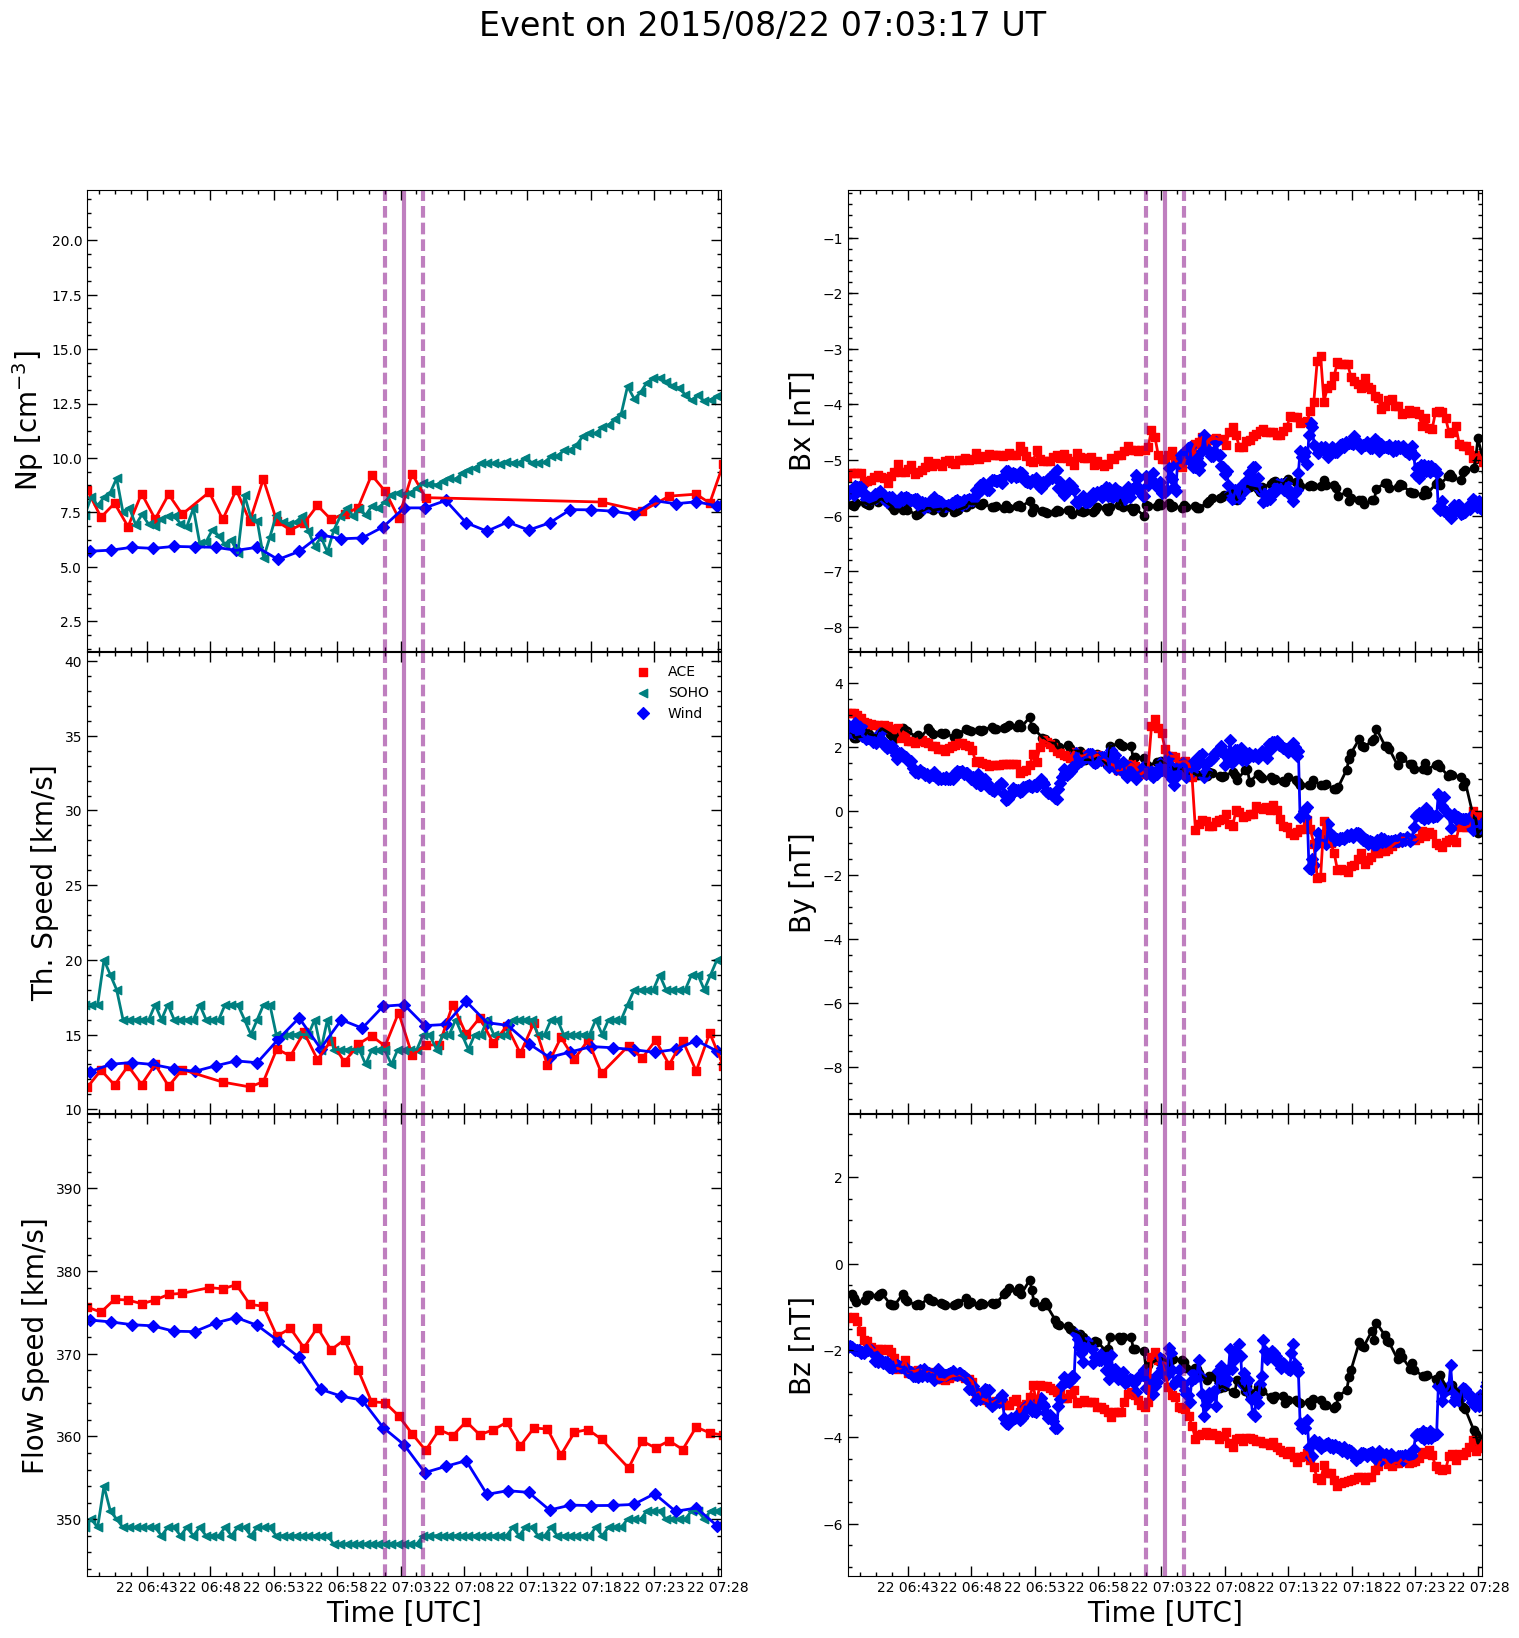 Event on 2015/08/22 07:03:17 UT
Np [cm⁻³]
20.0
17.5
15.0
12.5
10.0
7.5
5.0
2.5
Th. Speed [km/s]
40
35
30
25
20
15
10
ACE
SOHO
Wind
Flow Speed [km/s]
390
380
370
360
350
22 06:43 22 06:48 22 06:53 22 06:58 22 07:03 22 07:08 22 07:13 22 07:18 22 07:23 22 07:28
Time [UTC]
Bx [nT]
−1
−2
−3
−4
−5
−6
−7
−8
By [nT]
4
2
0
−2
−4
−6
−8
Bz [nT]
2
0
−2
−4
−6
22 06:43 22 06:48 22 06:53 22 06:58 22 07:03 22 07:08 22 07:13 22 07:18 22 07:23 22 07:28
Time [UTC]